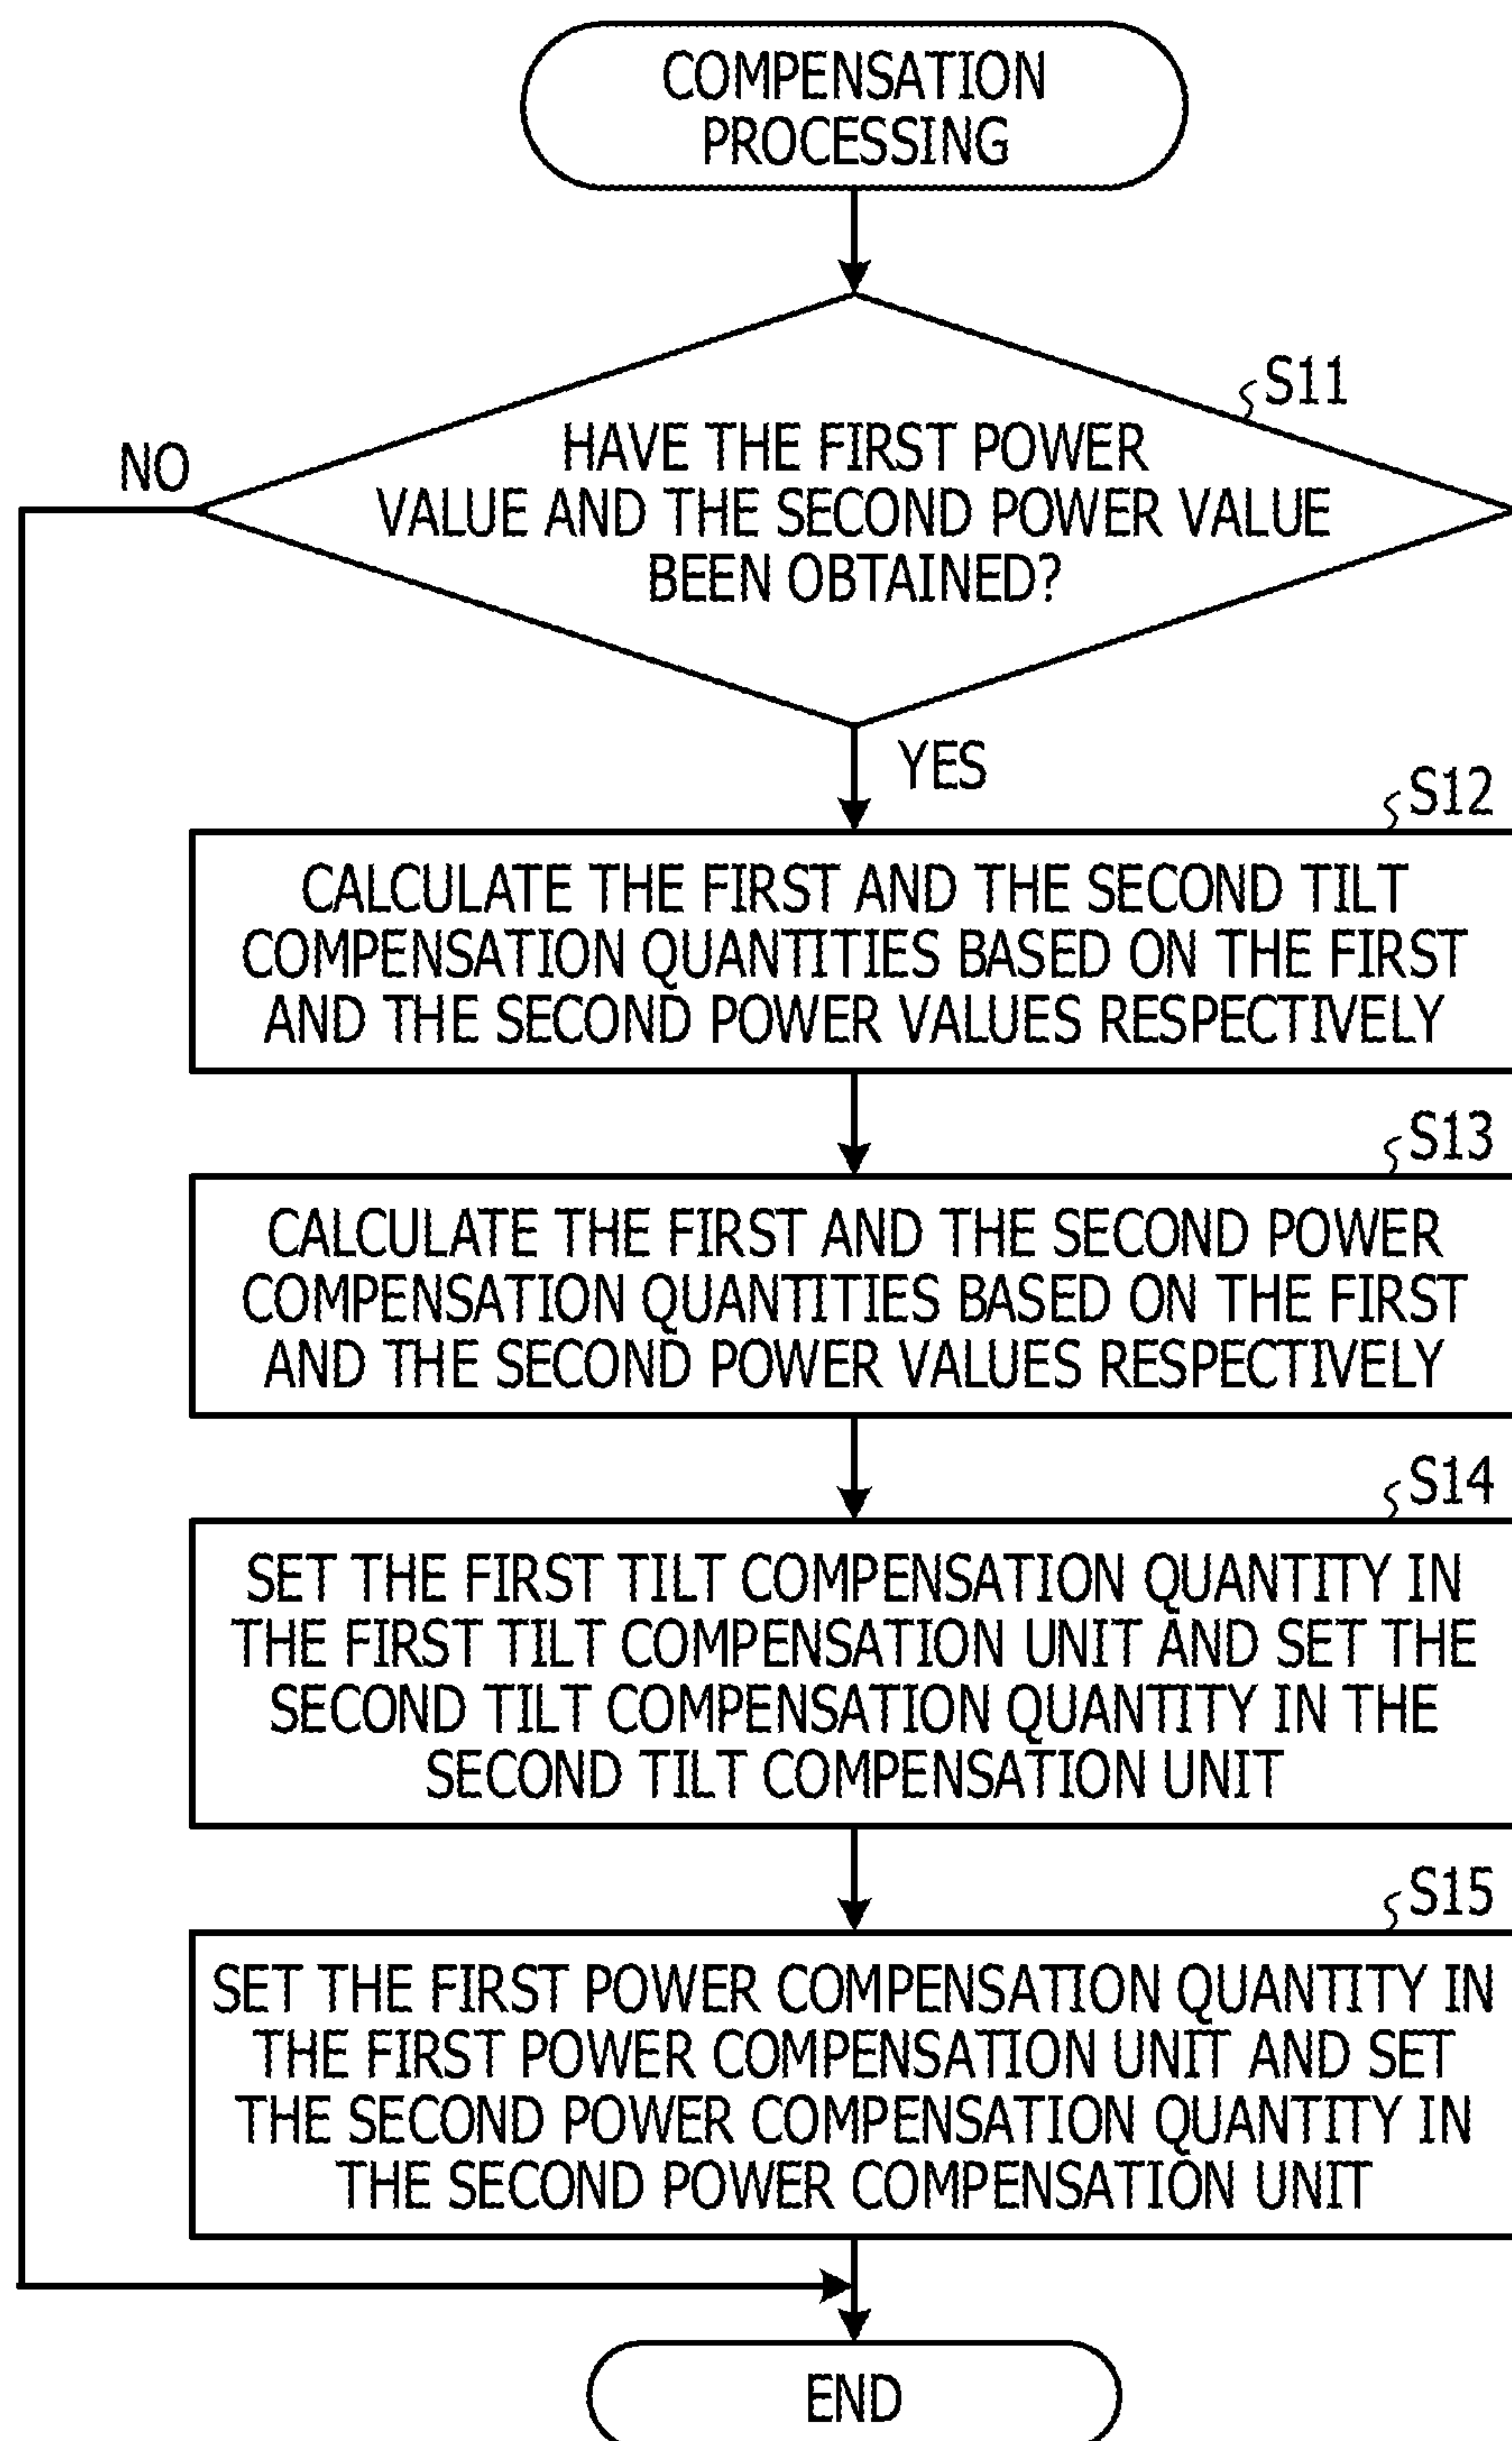 COMPENSATION
PROCESSING
S11
HAVE THE FIRST POWER
VALUE AND THE SECOND POWER VALUE
BEEN OBTAINED?
NO
YES
S12
CALCULATE THE FIRST AND THE SECOND TILT
COMPENSATION QUANTITIES BASED ON THE FIRST
AND THE SECOND POWER VALUES RESPECTIVELY
S13
CALCULATE THE FIRST AND THE SECOND POWER
COMPENSATION QUANTITIES BASED ON THE FIRST
AND THE SECOND POWER VALUES RESPECTIVELY
S14
SET THE FIRST TILT COMPENSATION QUANTITY IN
THE FIRST TILT COMPENSATION UNIT AND SET THE
SECOND TILT COMPENSATION QUANTITY IN THE
SECOND TILT COMPENSATION UNIT
S15
SET THE FIRST POWER COMPENSATION QUANTITY IN
THE FIRST POWER COMPENSATION UNIT AND SET
THE SECOND POWER COMPENSATION QUANTITY IN
THE SECOND POWER COMPENSATION UNIT
END